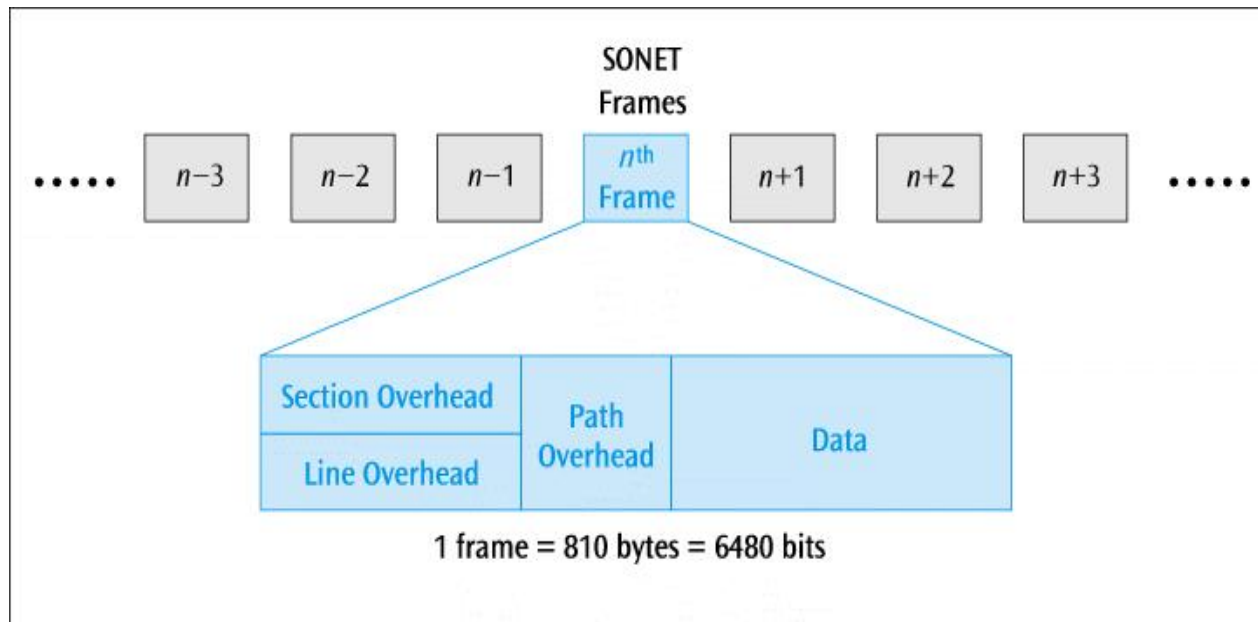 SONET
Frames
..... n−3 n−2 n−1 nth n+1 n+2 n+3 .....
Frame
Section Overhead
Line Overhead
Path
Overhead
Data
1 frame = 810 bytes = 6480 bits